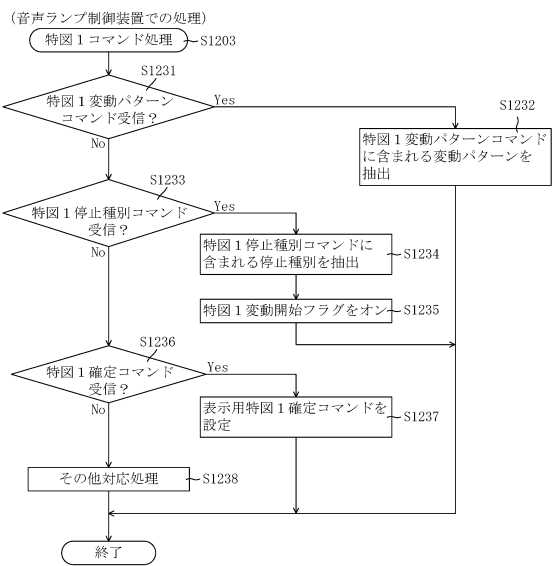 (音声ランプ制御装置での処理)
特図1コマンド処理
S1203
S1231
特図1変動パターン
コマンド受信?
Yes
No
S1232
特図1変動パターンコマンド
に含まれる変動パターンを
抽出
S1233
特図1停止種別コマンド
受信?
Yes
No
特図1停止種別コマンドに
含まれる停止種別を抽出
S1234
特図1変動開始フラグをオン
S1235
S1236
特図1確定コマンド
受信?
Yes
No
表示用特図1確定コマンドを
設定
S1237
その他対応処理
S1238
終了